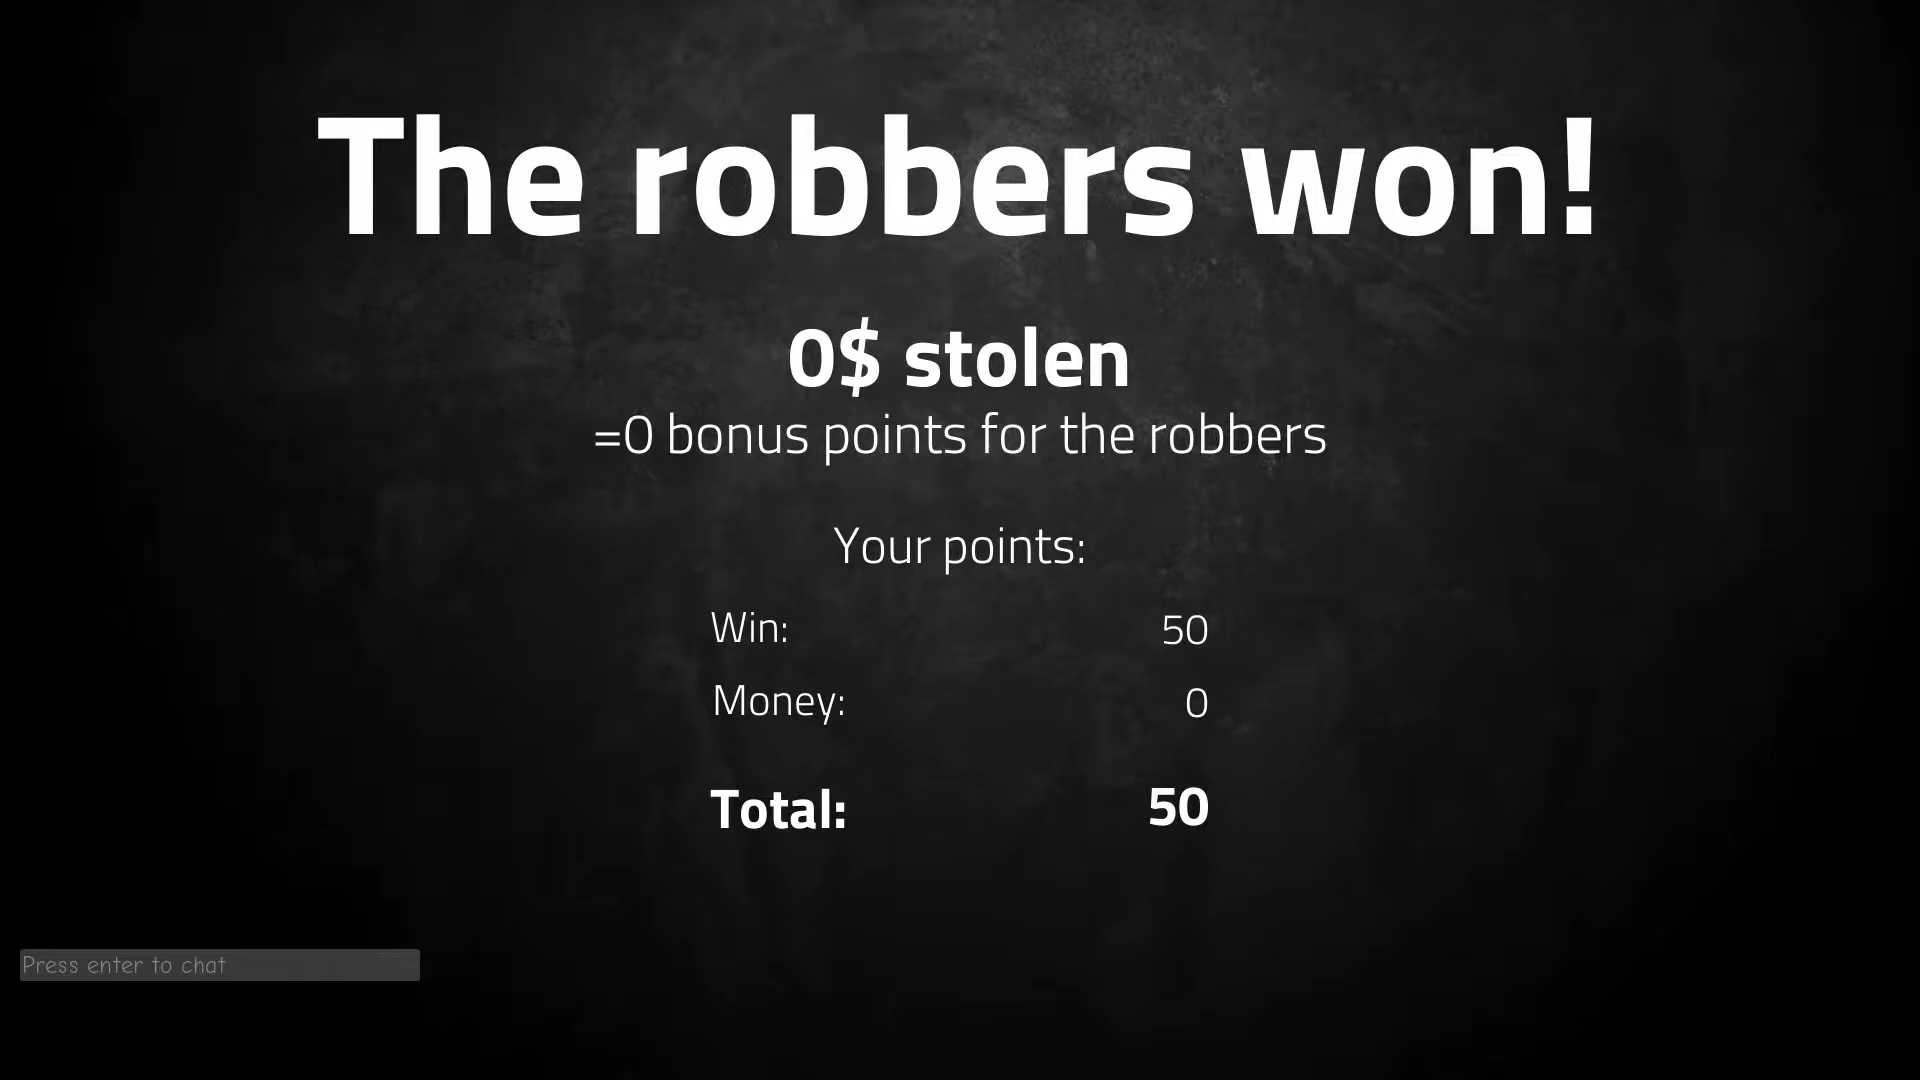 The robbers won!
0$ stolen
=0 bonus points for the robbers
Your points:
Win: 50
Money: 0
Total: 50
Press enter to chat